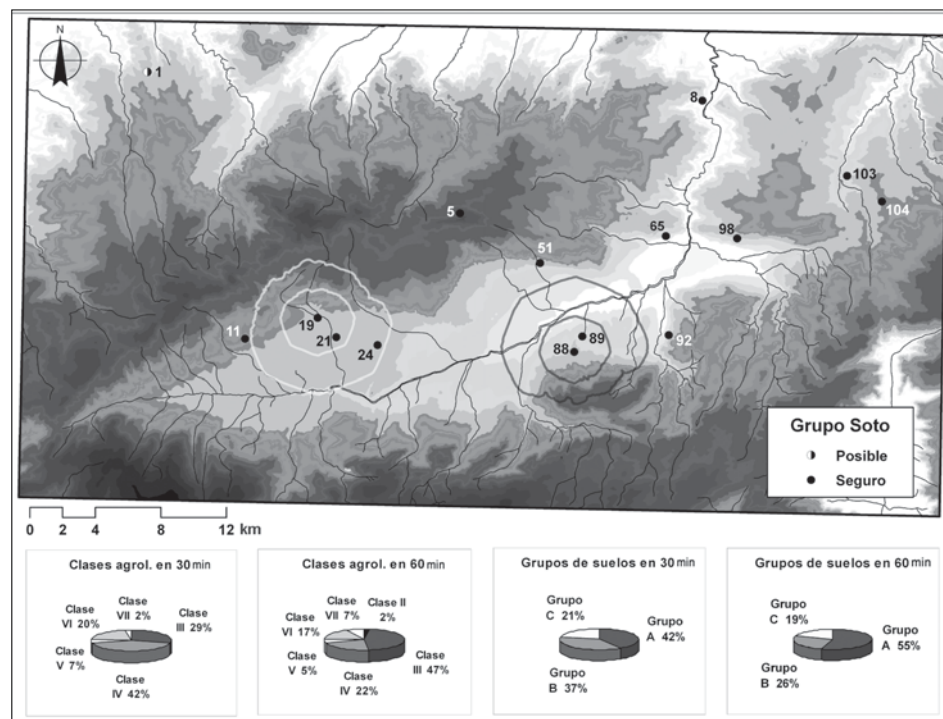 N
1
8
103
104
5
65
98
51
19
11
21
24
89
88
92
Grupo Soto
Posible
Seguro
0 2 4 8 12 km
Clases agrol. en 30 min
Clase
VII 2%
Clase
VI 20%
Clase
III 29%
Clase
V 7%
Clase
IV 42%
Clases agrol. en 60 min
Clase
VII 7%
Clase II
2%
Clase
VI 17%
Clase
V 5%
Clase
III 47%
Clase
IV 22%
Grupos de suelos en 30 min
Grupo
C 21%
Grupo
A 42%
Grupo
B 37%
Grupos de suelos en 60 min
Grupo
C 19%
Grupo
A 55%
Grupo
B 26%